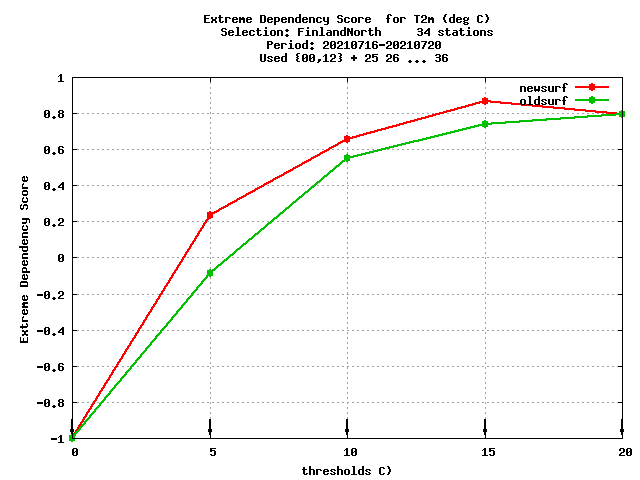 Extreme Dependency Score for T2m (deg C)
Selection: FinlandNorth 34 stations
Period: 20210716-20210720
Used {00,12} + 25 26 ... 36
newsurf
oldsurf
Extreme Dependency Score
1
0.8
0.6
0.4
0.2
0
-0.2
-0.4
-0.6
-0.8
-1
0 5 10 15 20
thresholds C)